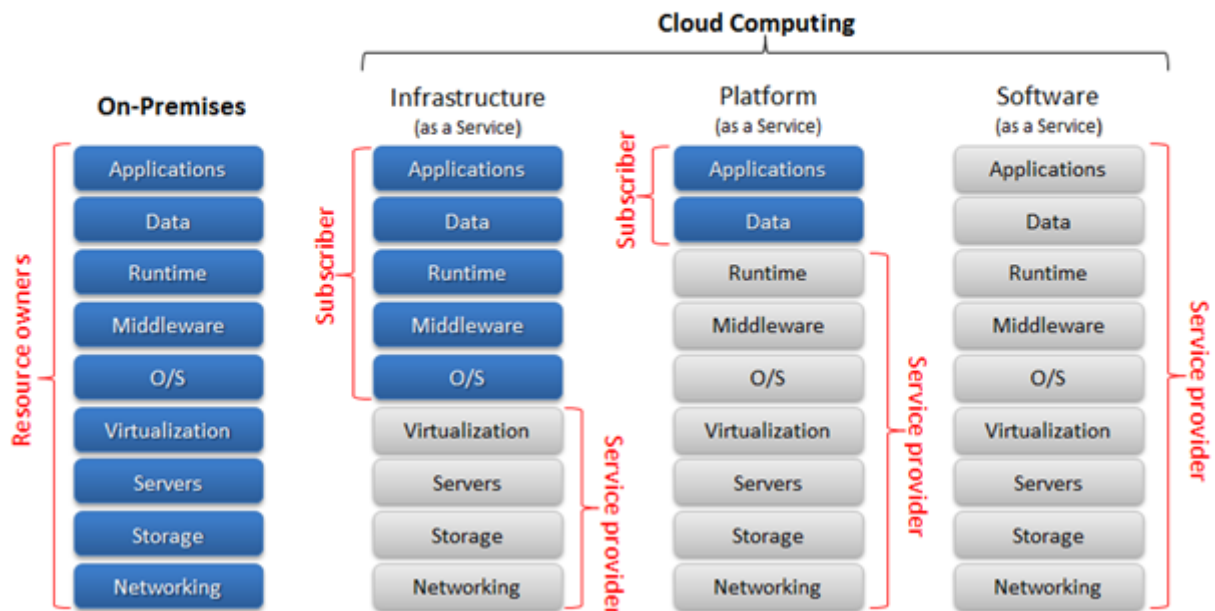 Cloud Computing
On-Premises
Infrastructure
(as a Service)
Platform
(as a Service)
Software
(as a Service)
Resource owners
Applications
Data
Runtime
Middleware
O/S
Virtualization
Servers
Storage
Networking
Subscriber
Applications
Data
Runtime
Middleware
O/S
Virtualization
Servers
Storage
Networking
Service provider
Subscriber
Applications
Data
Runtime
Middleware
O/S
Virtualization
Servers
Storage
Networking
Service provider
Applications
Data
Runtime
Middleware
O/S
Virtualization
Servers
Storage
Networking
Service provider